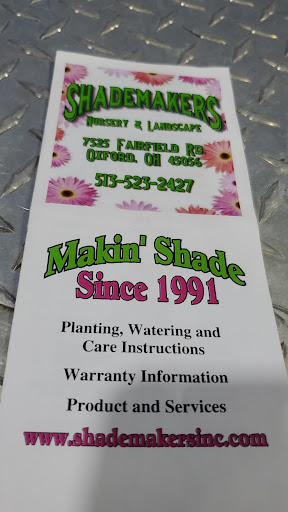 SHADEMAKERS
NURSERY & LANDSCAPE
7325 FAIRFIELD RD
OXFORD, OH 45056
513-523-2427
Makin' Shade
Since 1991
Planting, Watering and
Care Instructions
Warranty Information
Product and Services
www.shademakersinc.com